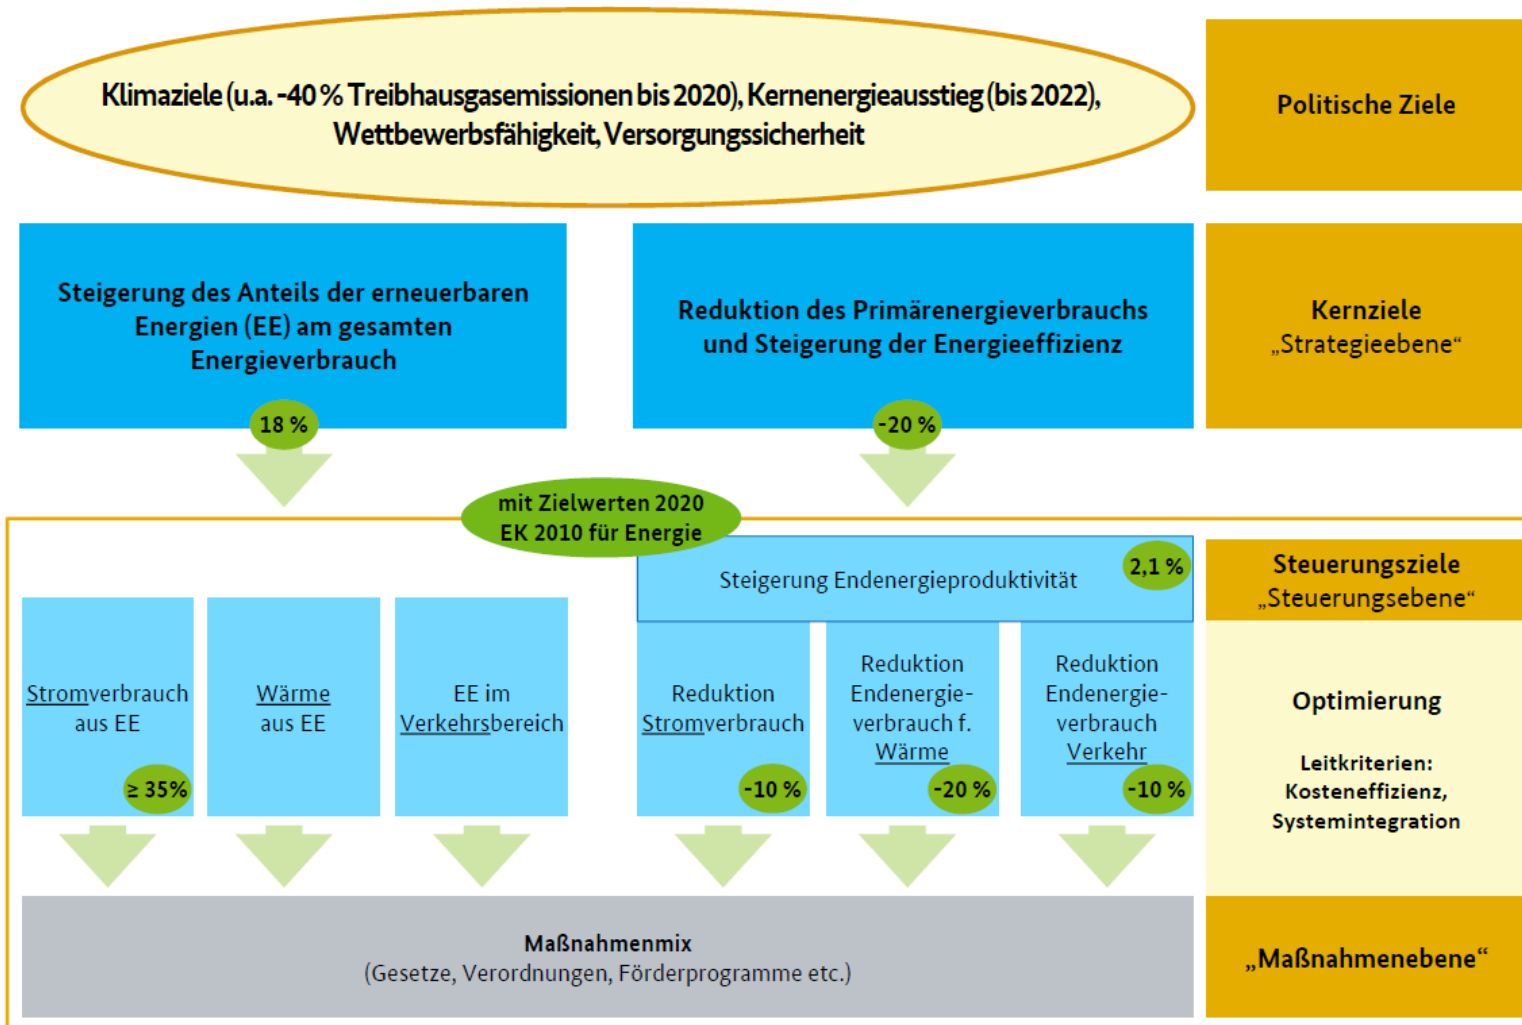 Klimaziele (u.a. -40 % Treibhausgasemissionen bis 2020), Kernenergieausstieg (bis 2022),
Wettbewerbsfähigkeit, Versorgungssicherheit
Politische Ziele
Steigerung des Anteils der erneuerbaren
Energien (EE) am gesamten
Energieverbrauch
18 %
Reduktion des Primärenergieverbrauchs
und Steigerung der Energieeffizienz
-20 %
Kernziele
„Strategieebene“
mit Zielwerten 2020
EK 2010 für Energie
Steigerung Endenergieproduktivität
2,1 %
Steuerungsziele
„Steuerungsebene“
Stromverbrauch
aus EE
≥ 35%
Wärme
aus EE
EE im
Verkehrsbereich
Reduktion
Stromverbrauch
-10 %
Reduktion
Endenergie-
verbrauch f.
Wärme
-20 %
Reduktion
Endenergie-
verbrauch
Verkehr
-10 %
Optimierung
Leitkriterien:
Kosteneffizienz,
Systemintegration
Maßnahmenmix
(Gesetze, Verordnungen, Förderprogramme etc.)
„Maßnahmenebene“